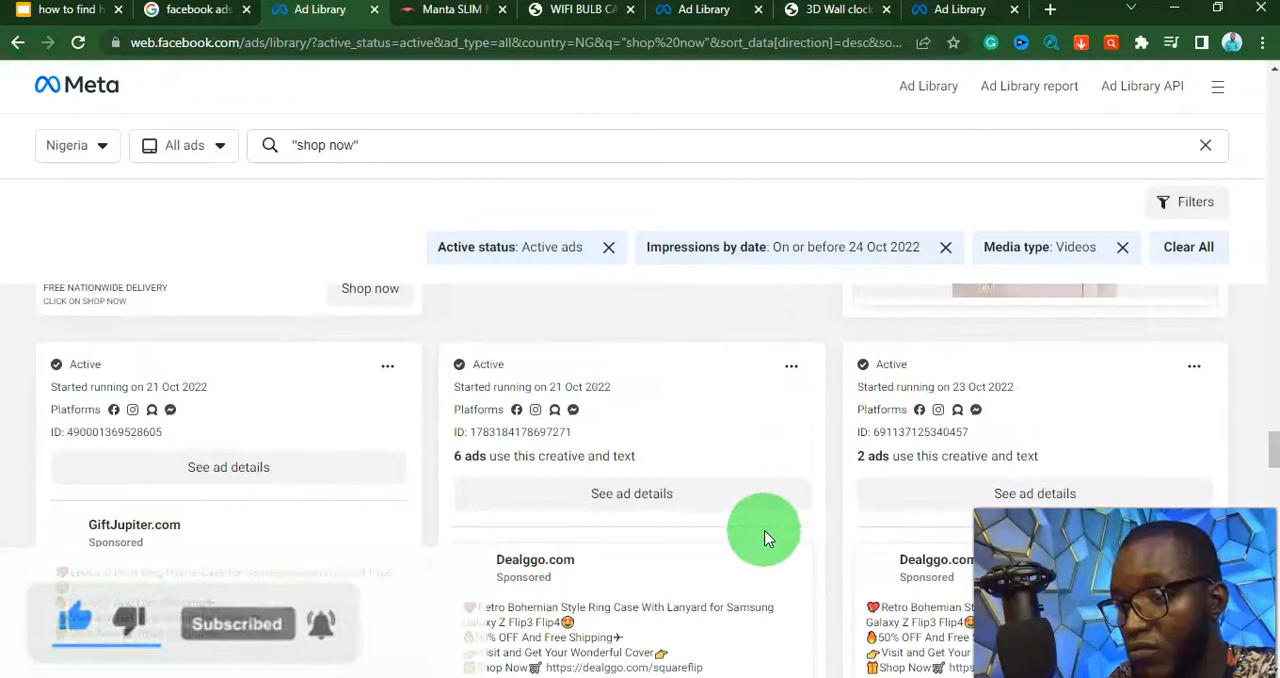 how to find h
facebook ads
Ad Library
Manta SLIM
WIFI BULB CA
Ad Library
3D Wall clock
Ad Library
web.facebook.com/ads/library/?active_status=active&ad_type=all&country=NG&q="shop%20now"&sort_data[direction]=desc&so...
Meta
Ad Library
Ad Library report
Ad Library API
Nigeria
All ads
"shop now"
Filters
Active status: Active ads
Impressions by date: On or before 24 Oct 2022
Media type: Videos
Clear All
FREE NATIONWIDE DELIVERY
CLICK ON SHOP NOW
Shop now
Active
Started running on 21 Oct 2022
Platforms
ID: 490001369528605
See ad details
GiftJupiter.com
Sponsored
Active
Started running on 21 Oct 2022
Platforms
ID: 1783184178697271
6 ads use this creative and text
See ad details
Dealggo.com
Sponsored
Retro Bohemian Style Ring Case With Lanyard for Samsung
Galaxy Z Flip3 Flip4🤩
🔥50% OFF And Free Shipping✈
👉Visit and Get Your Wonderful Cover👉
🎁Shop Now🛒 https://dealggo.com/squareflip
Active
Started running on 23 Oct 2022
Platforms
ID: 691137125340457
2 ads use this creative and text
See ad details
Dealggo.com
Sponsored
❤️Retro Bohemian S
Galaxy Z Flip3 Flip4🤩
🔥50% OFF And Free
👉Visit and Get Your
🎁Shop Now🛒 https
Subscribed